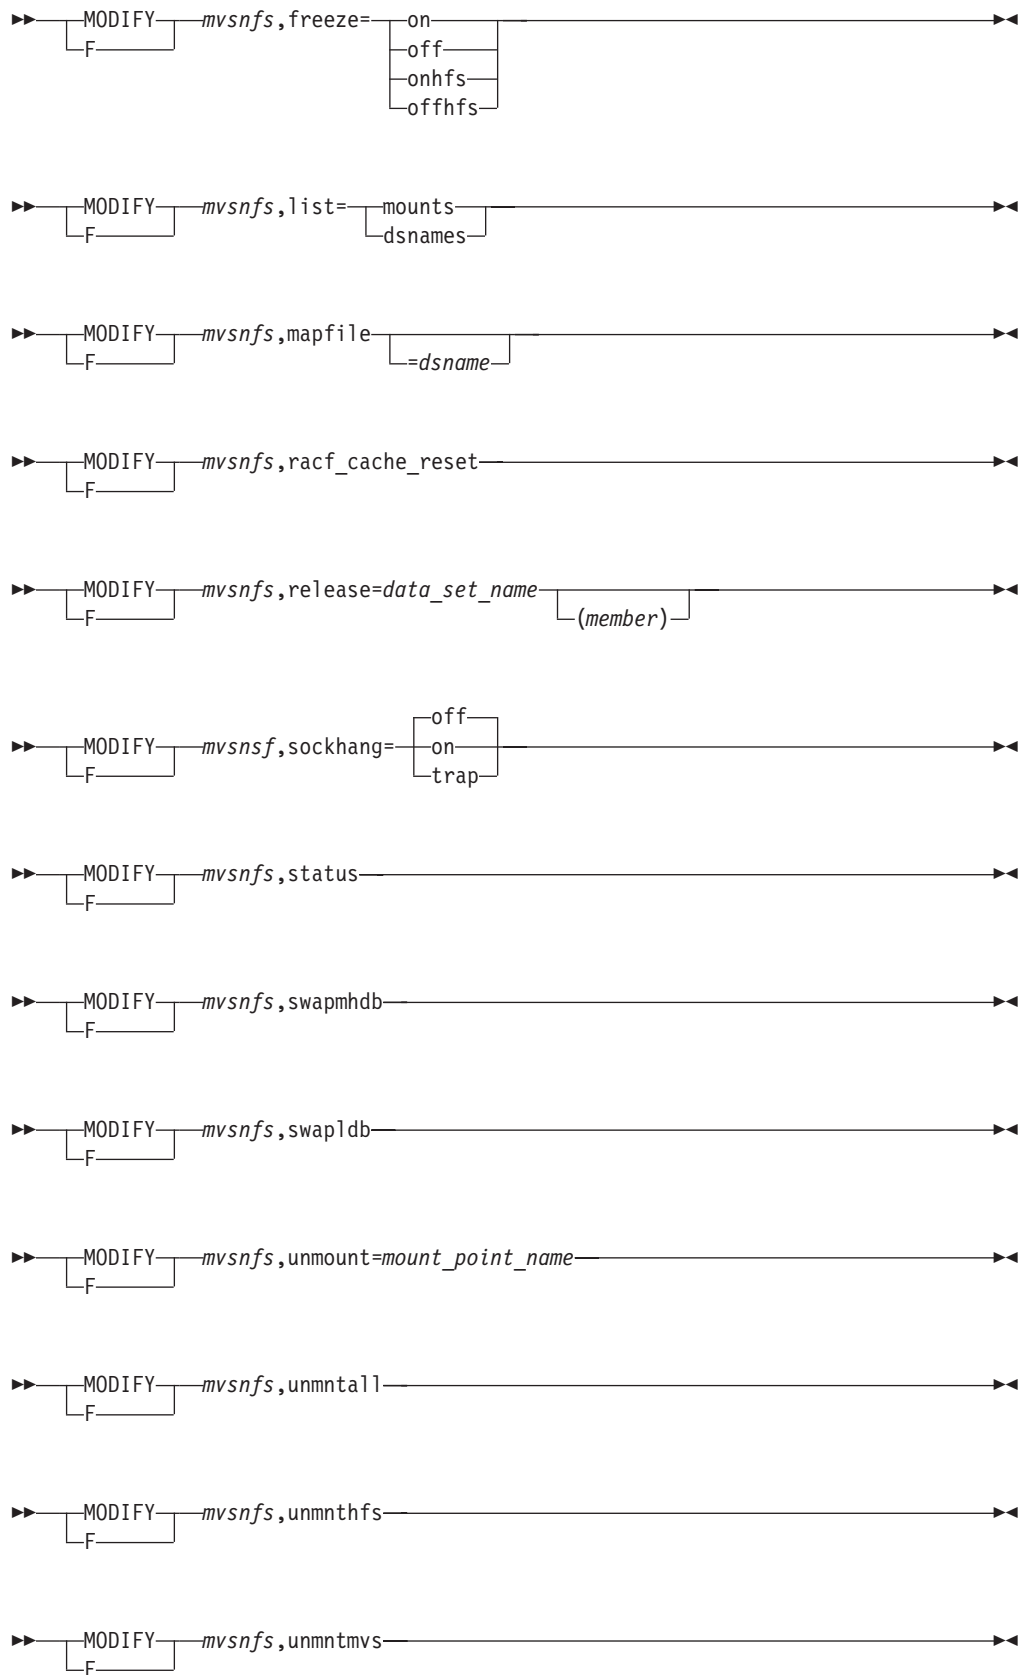 MODIFY mvsnfs,freeze= on
F off
onhfs
offhfs
MODIFY mvsnfs,list= mounts
F dsnames
MODIFY mvsnfs,mapfile
F =dsname
MODIFY mvsnfs,racf_cache_reset
F
MODIFY mvsnfs,release=data_set_name
F (member)
off
MODIFY mvsnsf,sockhang= on
F trap
MODIFY mvsnfs,status
F
MODIFY mvsnfs,swapmhdb
F
MODIFY mvsnfs,swapldb
F
MODIFY mvsnfs,unmount=mount_point_name
F
MODIFY mvsnfs,unmntall
F
MODIFY mvsnfs,unmnthfs
F
MODIFY mvsnfs,unmntmvs
F